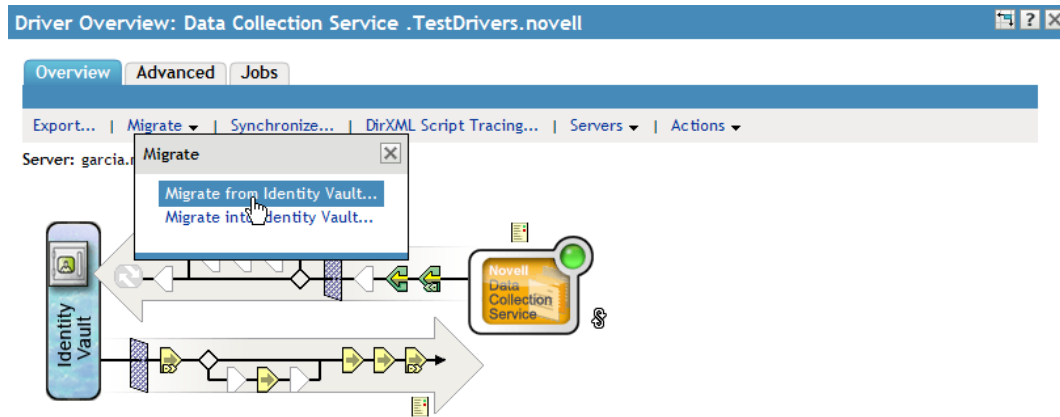 Driver Overview: Data Collection Service .TestDrivers.novell
Overview Advanced Jobs
Export... | Migrate | Synchronize... | DirXML Script Tracing... | Servers | Actions
Server: garcia.
Migrate
Migrate from Identity Vault...
Migrate into Identity Vault...
Novell
Data
Collection
Service
Identity
Vault